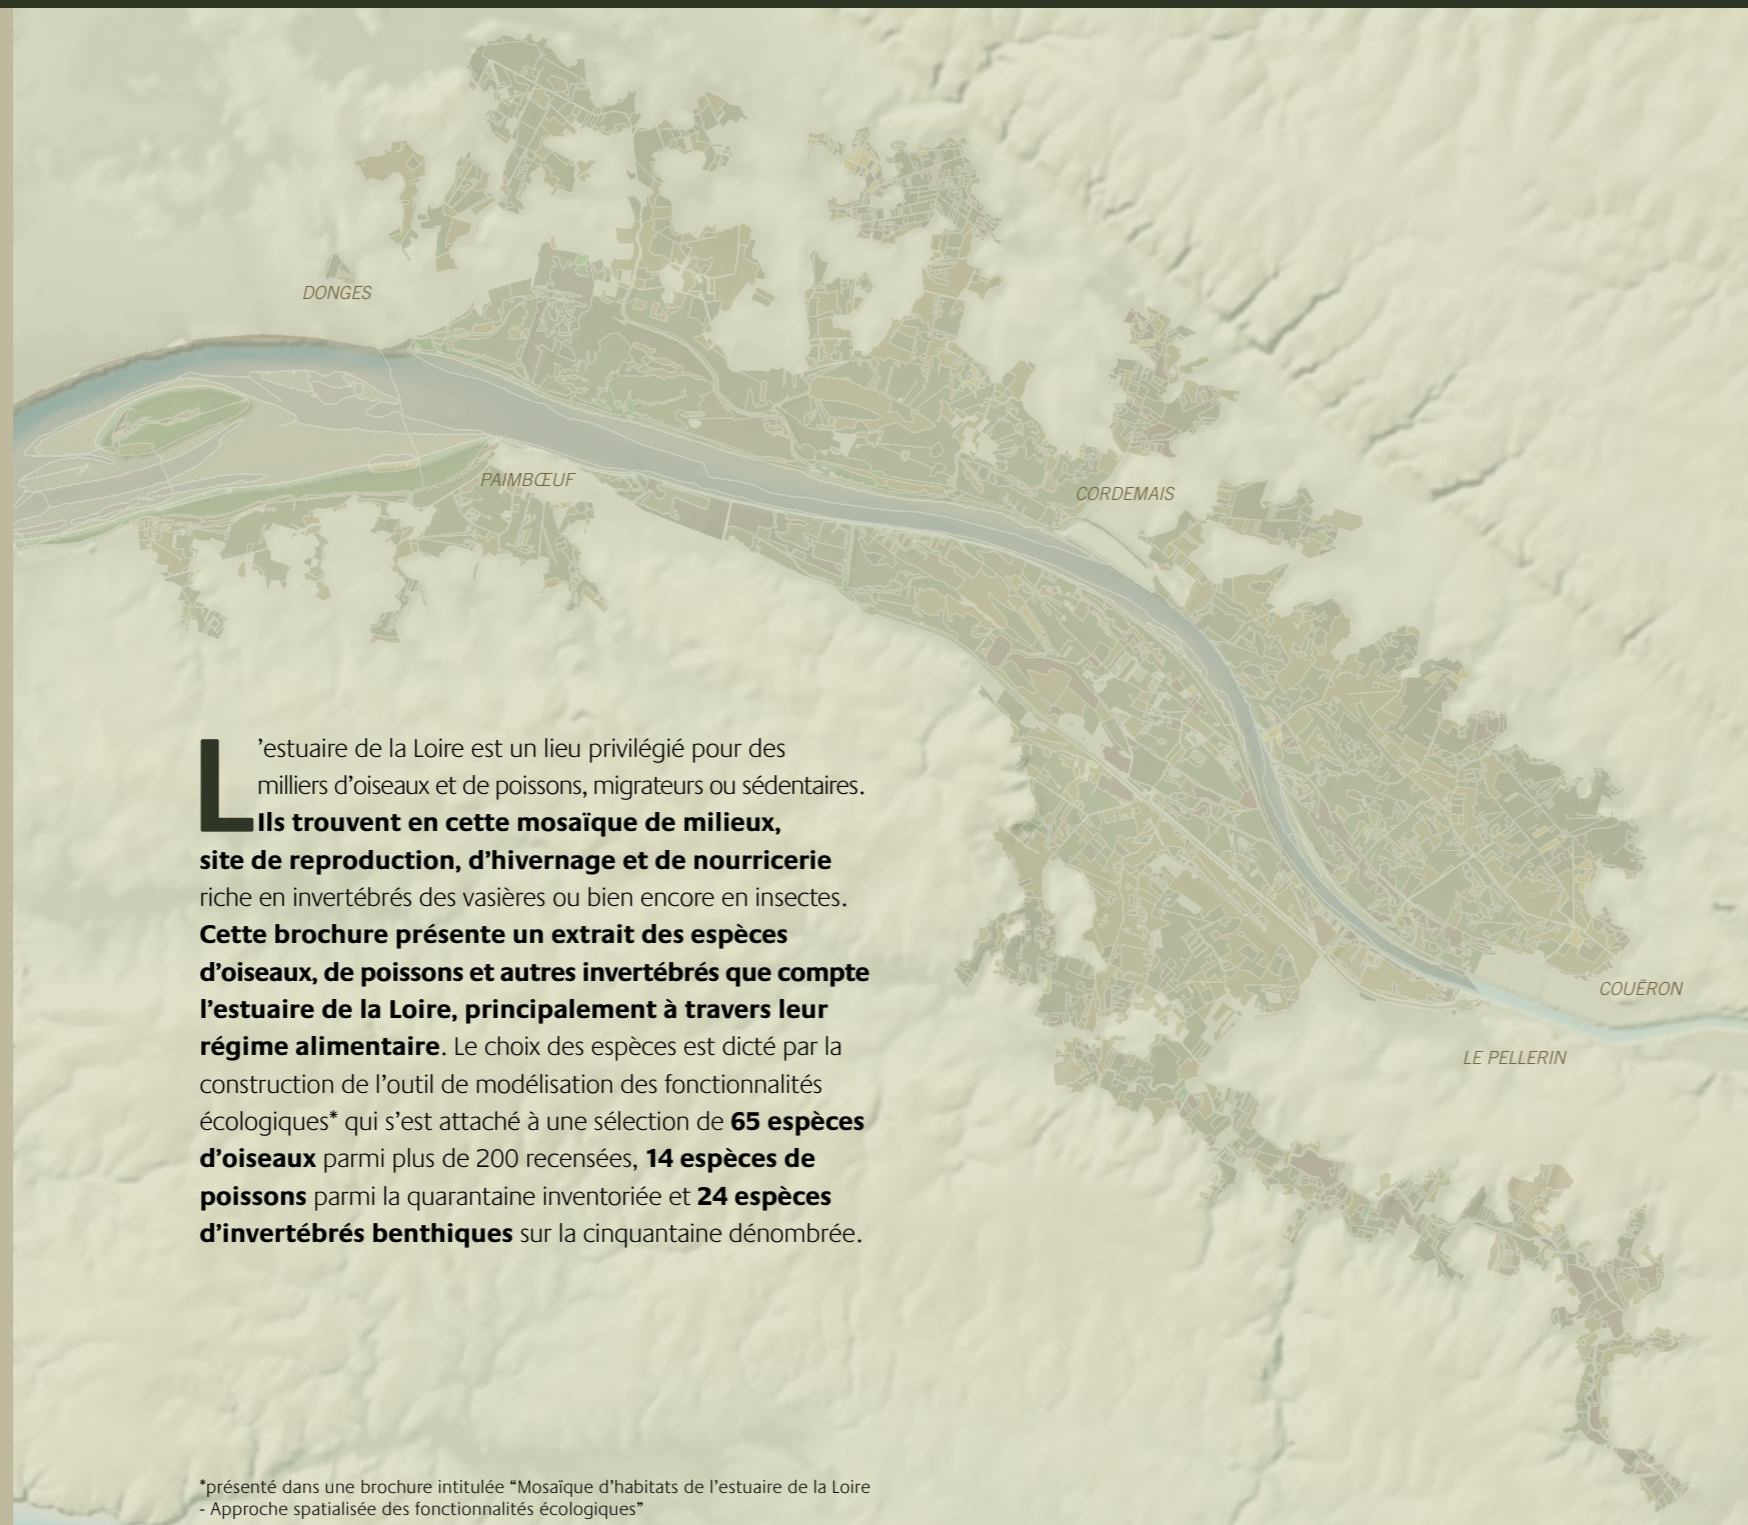 DONGES
PAIMBŒUF
CORDEMAIS
COUËRON
LE PELLERIN
L’estuaire de la Loire est un lieu privilégié pour des
milliers d’oiseaux et de poissons, migrateurs ou sédentaires.
Ils trouvent en cette mosaïque de milieux,
site de reproduction, d’hivernage et de nourricerie
riche en invertébrés des vasières ou bien encore en insectes.
Cette brochure présente un extrait des espèces
d’oiseaux, de poissons et autres invertébrés que compte
l’estuaire de la Loire, principalement à travers leur
régime alimentaire. Le choix des espèces est dicté par la
construction de l’outil de modélisation des fonctionnalités
écologiques* qui s’est attaché à une sélection de 65 espèces
d’oiseaux parmi plus de 200 recensées, 14 espèces de
poissons parmi la quarantaine inventoriée et 24 espèces
d’invertébrés benthiques sur la cinquantaine dénombrée.
*présenté dans une brochure intitulée “Mosaïque d’habitats de l’estuaire de la Loire
- Approche spatialisée des fonctionnalités écologiques”